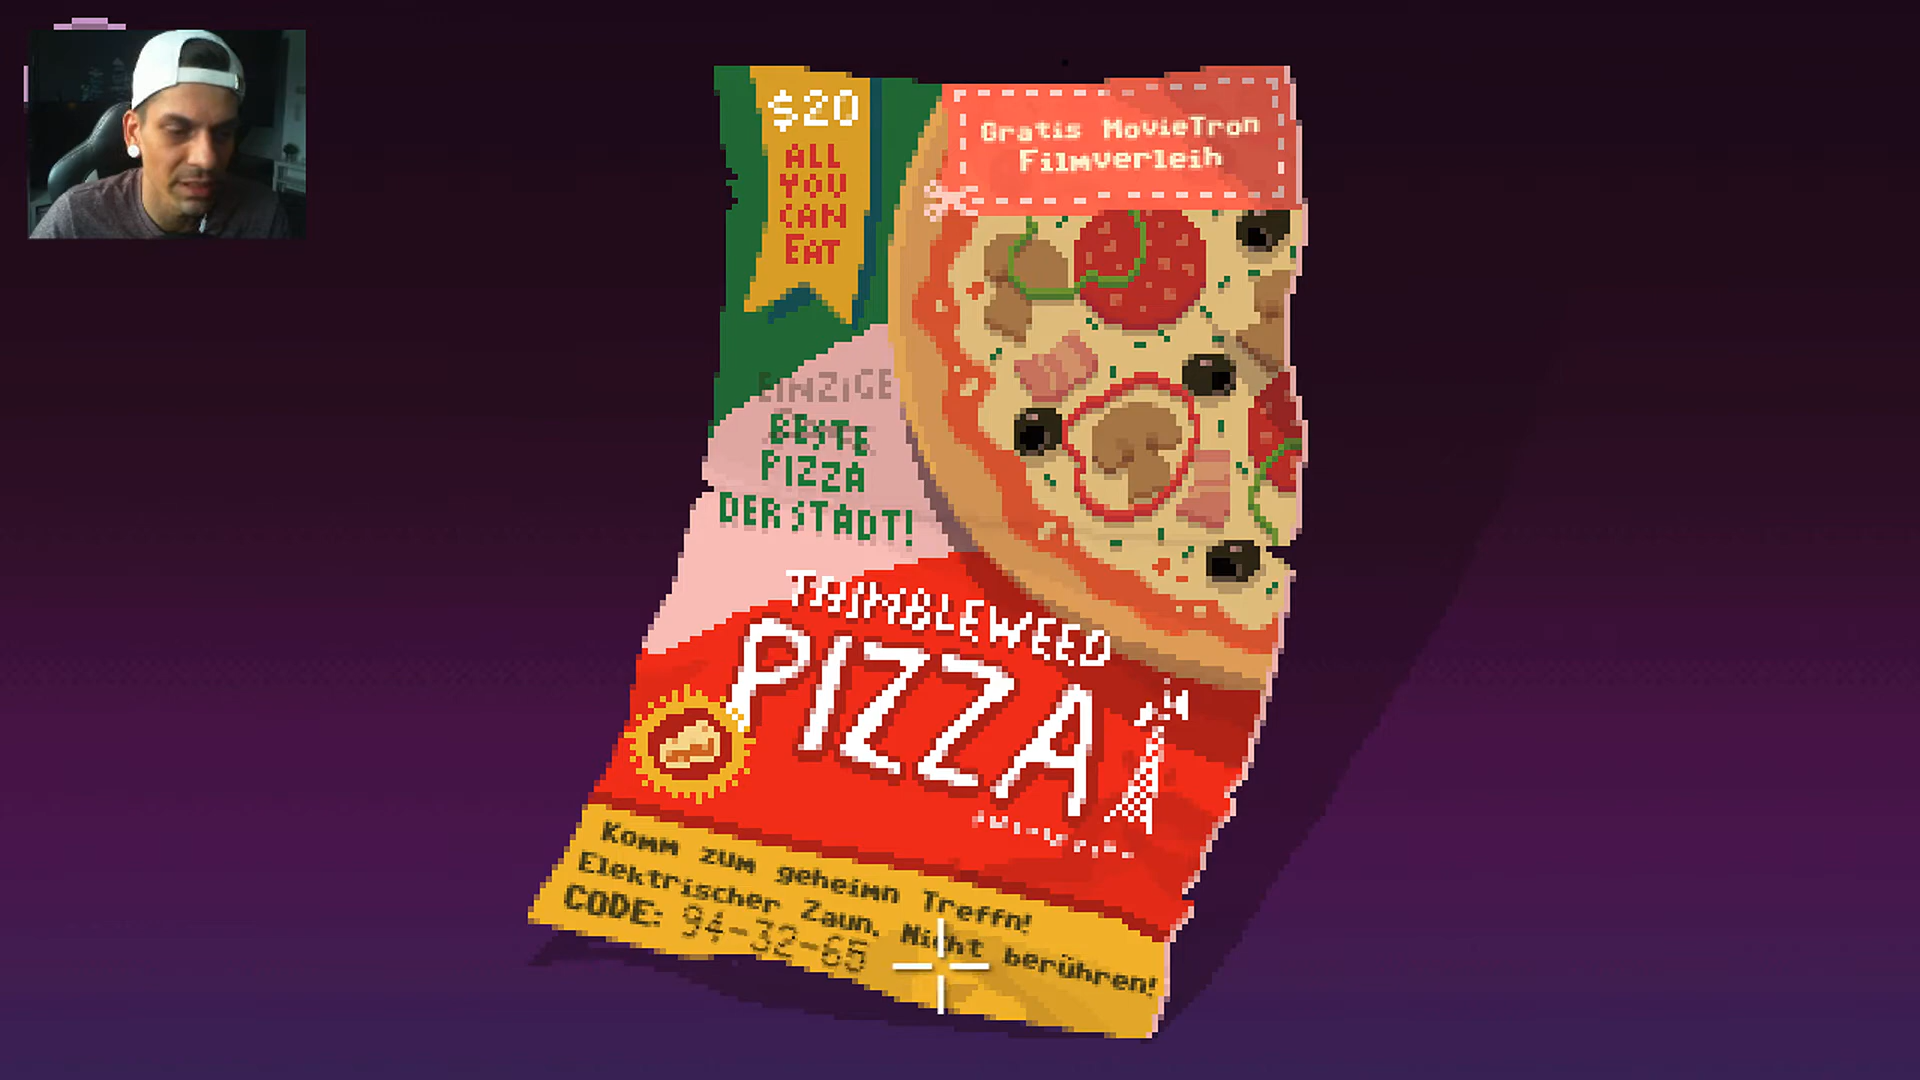 $20
ALL
YOU
CAN
EAT
Gratis MovieTron
Filmverleih
EINZIGE
BESTE
PIZZA
DER STADT!
THIMBLEWEED
PIZZA
Komm zum geheimn Treffn!
Elektrischer Zaun. Nicht berühren!
CODE: 94-32-65